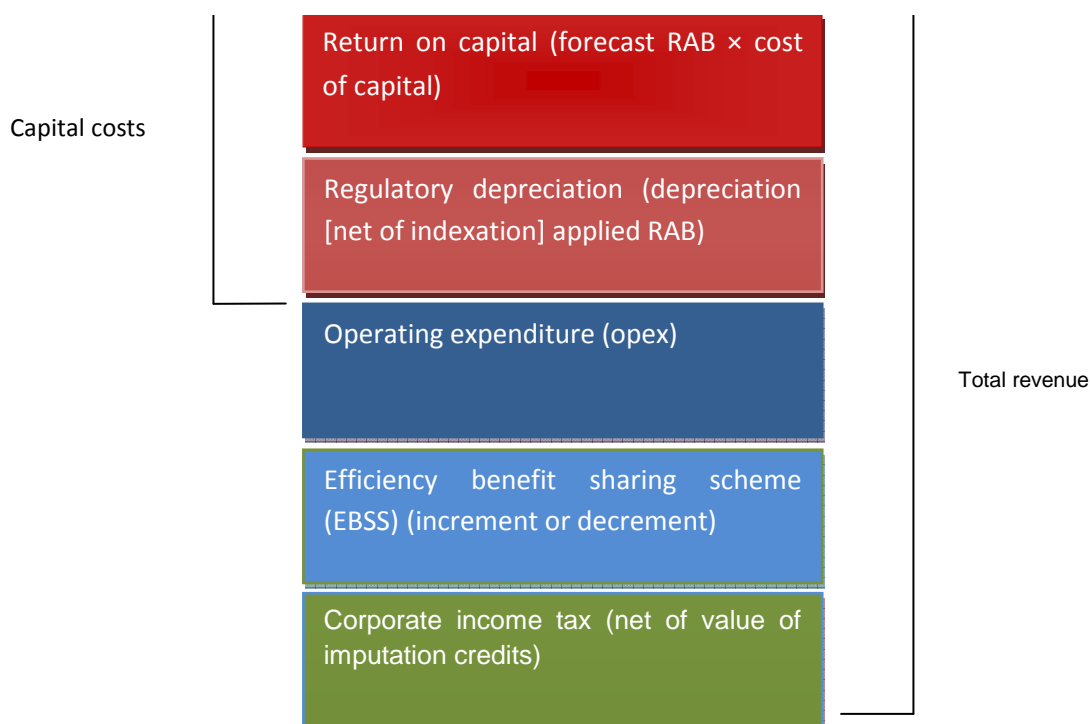 Return on capital (forecast RAB × cost
of capital)
Capital costs
Regulatory depreciation (depreciation
[net of indexation] applied RAB)
Operating expenditure (opex)
Total revenue
Efficiency benefit sharing scheme
(EBSS) (increment or decrement)
Corporate income tax (net of value of
imputation credits)